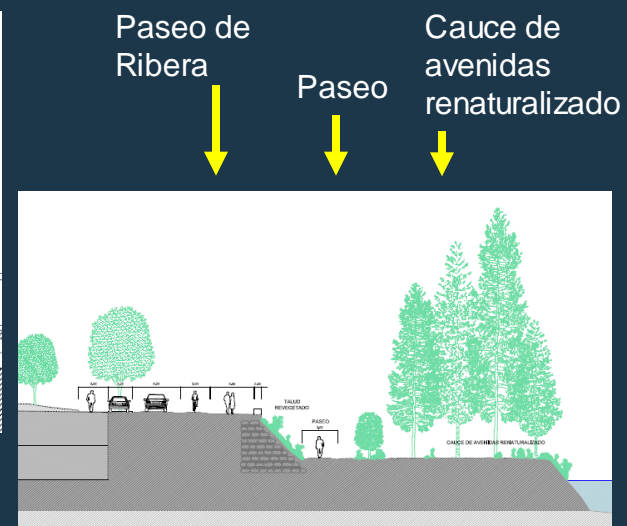 Paseo de
Ribera
Paseo
Cauce de
avenidas
renaturalizado
TALUD
REVEGETADO
PASEO
CAUCE DE AVENIDAS RENATURALIZADO